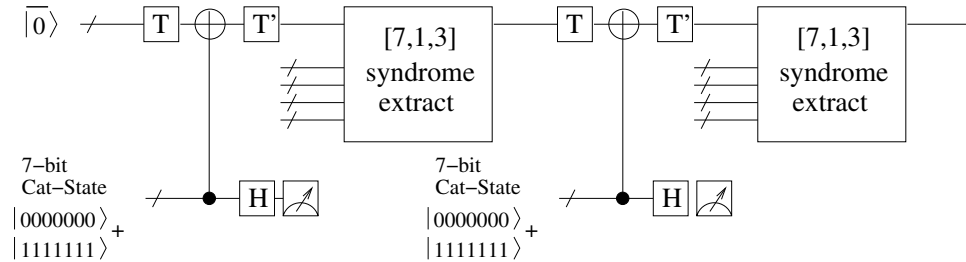 |0⟩ T T' [7,1,3] T T' [7,1,3]
syndrome syndrome
extract extract
7−bit 7−bit
Cat−State H Cat−State H
|0000000⟩ + |0000000⟩ +
|1111111⟩ |1111111⟩